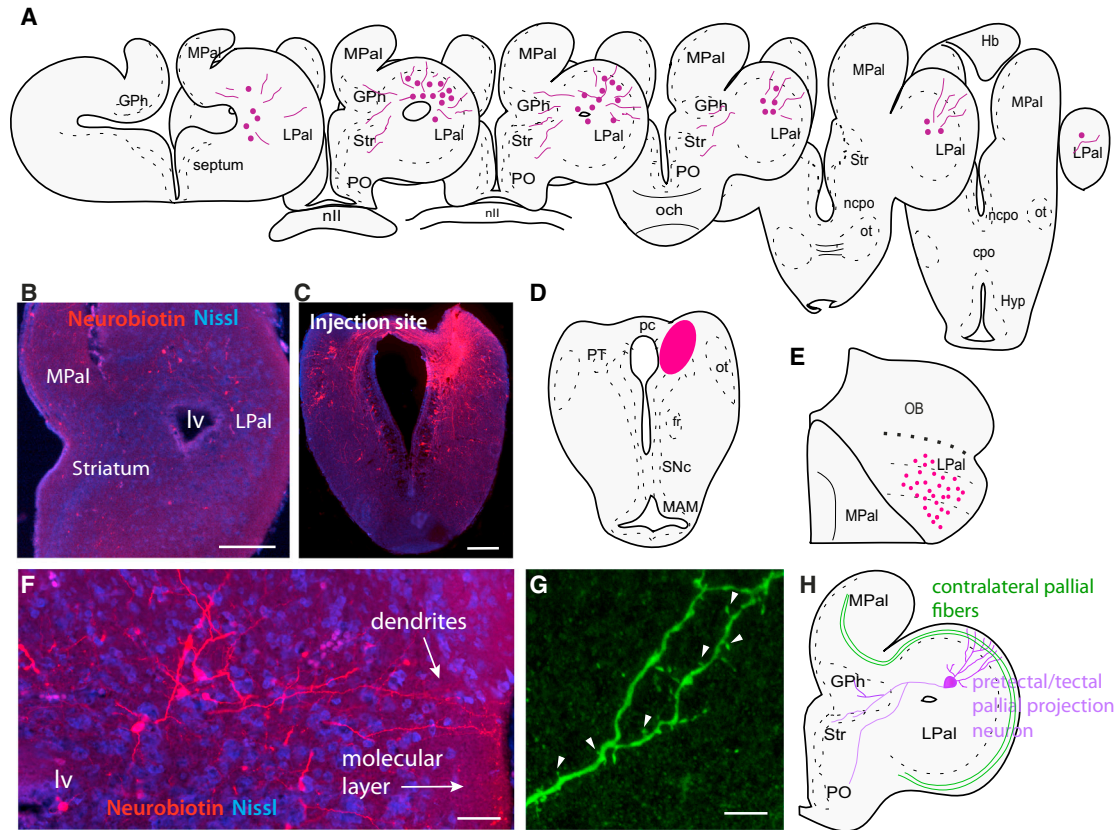 A
MPal
GPh
septum
LPal
MPal
GPh
Str
LPal
PO
nII
MPal
GPh
Str
LPal
PO
nII
MPal
GPh
Str
LPal
PO
och
MPal
Str
LPal
ncpo
ot
Hb
MPal
LPal
ncpo
ot
cpo
Hyp
B
Neurobiotin Nissl
MPal
lv
LPal
Striatum
C
Injection site
D
pc
PT
ot
fr
SNc
MAM
E
OB
LPal
MPal
F
dendrites
molecular
layer
lv
Neurobiotin Nissl
G
H
contralateral pallial
fibers
MPal
GPh
pretectal/tectal
pallial projection
neuron
Str
LPal
PO